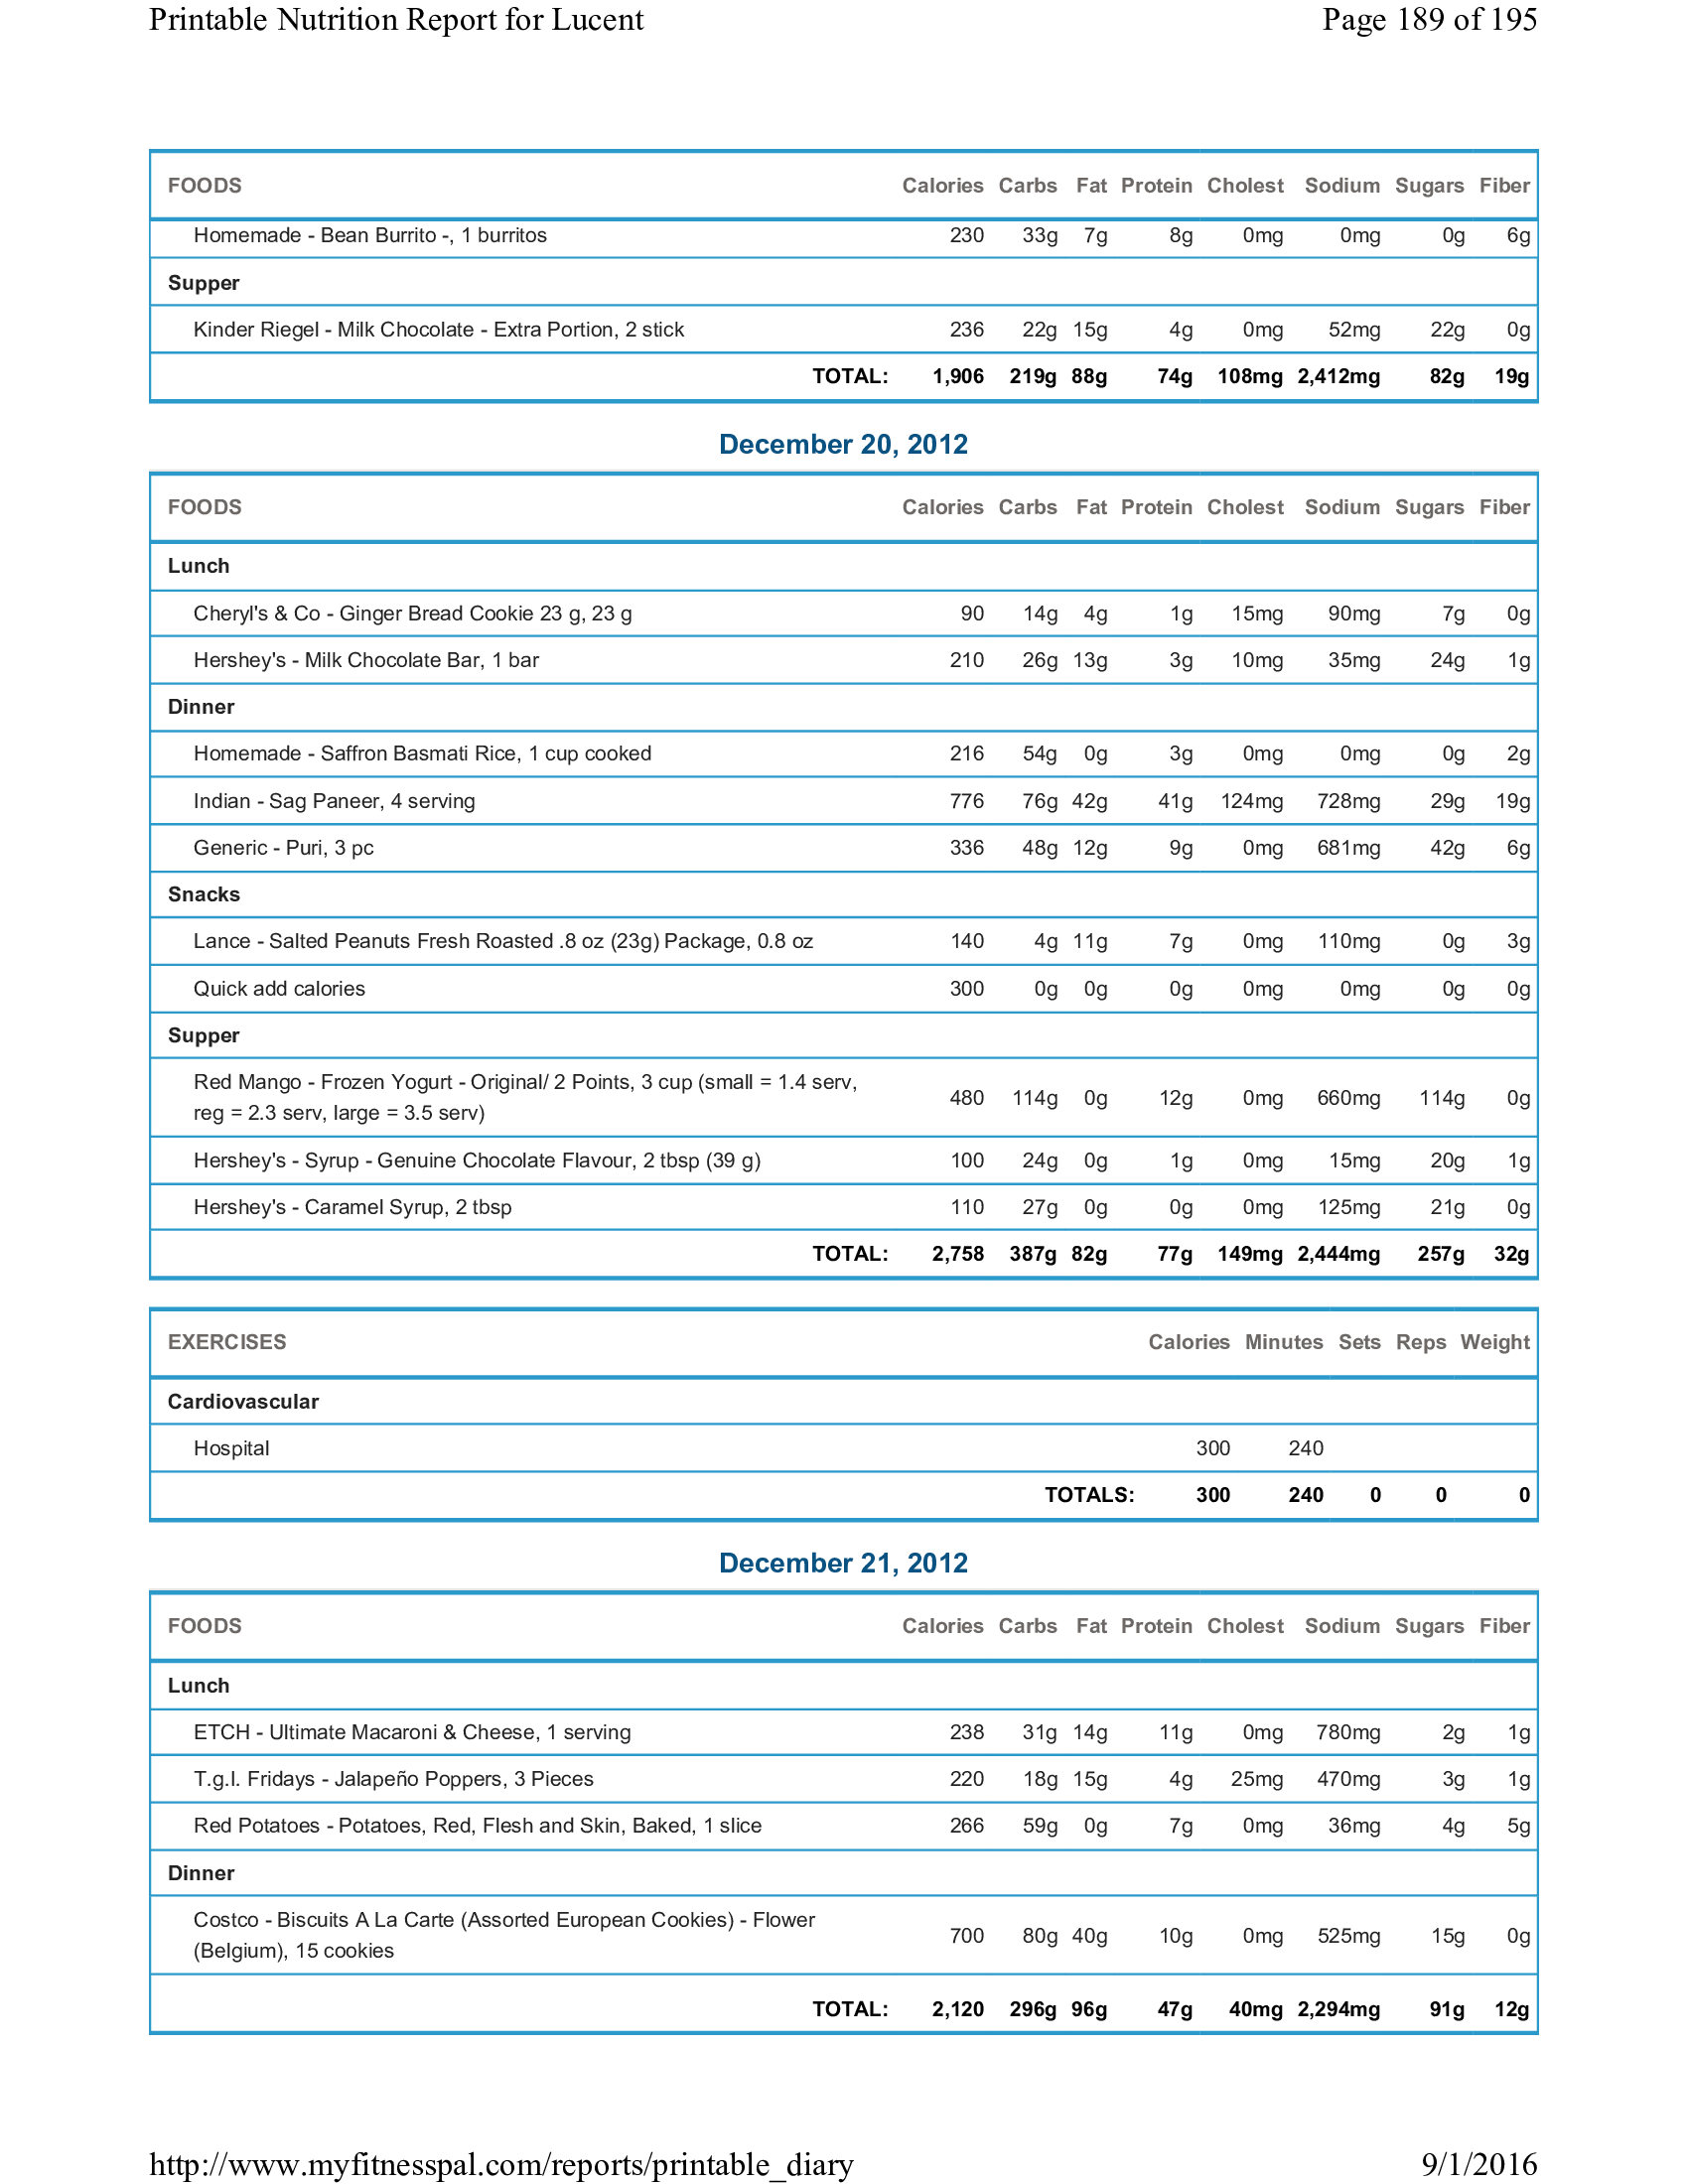 Printable Nutrition Report for Lucent Page 189 of 195
FOODS Calories Carbs Fat Protein Cholest Sodium Sugars Fiber
Homemade - Bean Burrito -, 1 burritos 230 33g 7g 8g 0mg 0mg 0g 6g
Supper
Kinder Riegel - Milk Chocolate - Extra Portion, 2 stick 236 22g 15g 4g 0mg 52mg 22g 0g
TOTAL: 1,906 219g 88g 74g 108mg 2,412mg 82g 19g
December 20, 2012
FOODS Calories Carbs Fat Protein Cholest Sodium Sugars Fiber
Lunch
Cheryl's & Co - Ginger Bread Cookie 23 g, 23 g 90 14g 4g 1g 15mg 90mg 7g 0g
Hershey's - Milk Chocolate Bar, 1 bar 210 26g 13g 3g 10mg 35mg 24g 1g
Dinner
Homemade - Saffron Basmati Rice, 1 cup cooked 216 54g 0g 3g 0mg 0mg 0g 2g
Indian - Sag Paneer, 4 serving 776 76g 42g 41g 124mg 728mg 29g 19g
Generic - Puri, 3 pc 336 48g 12g 9g 0mg 681mg 42g 6g
Snacks
Lance - Salted Peanuts Fresh Roasted .8 oz (23g) Package, 0.8 oz 140 4g 11g 7g 0mg 110mg 0g 3g
Quick add calories 300 0g 0g 0g 0mg 0mg 0g 0g
Supper
Red Mango - Frozen Yogurt - Original/ 2 Points, 3 cup (small = 1.4 serv,
reg = 2.3 serv, large = 3.5 serv) 480 114g 0g 12g 0mg 660mg 114g 0g
Hershey's - Syrup - Genuine Chocolate Flavour, 2 tbsp (39 g) 100 24g 0g 1g 0mg 15mg 20g 1g
Hershey's - Caramel Syrup, 2 tbsp 110 27g 0g 0g 0mg 125mg 21g 0g
TOTAL: 2,758 387g 82g 77g 149mg 2,444mg 257g 32g
EXERCISES Calories Minutes Sets Reps Weight
Cardiovascular
Hospital 300 240
TOTALS: 300 240 0 0 0
December 21, 2012
FOODS Calories Carbs Fat Protein Cholest Sodium Sugars Fiber
Lunch
ETCH - Ultimate Macaroni & Cheese, 1 serving 238 31g 14g 11g 0mg 780mg 2g 1g
T.g.I. Fridays - Jalapeño Poppers, 3 Pieces 220 18g 15g 4g 25mg 470mg 3g 1g
Red Potatoes - Potatoes, Red, Flesh and Skin, Baked, 1 slice 266 59g 0g 7g 0mg 36mg 4g 5g
Dinner
Costco - Biscuits A La Carte (Assorted European Cookies) - Flower
(Belgium), 15 cookies 700 80g 40g 10g 0mg 525mg 15g 0g
TOTAL: 2,120 296g 96g 47g 40mg 2,294mg 91g 12g
http://www.myfitnesspal.com/reports/printable_diary 9/1/2016